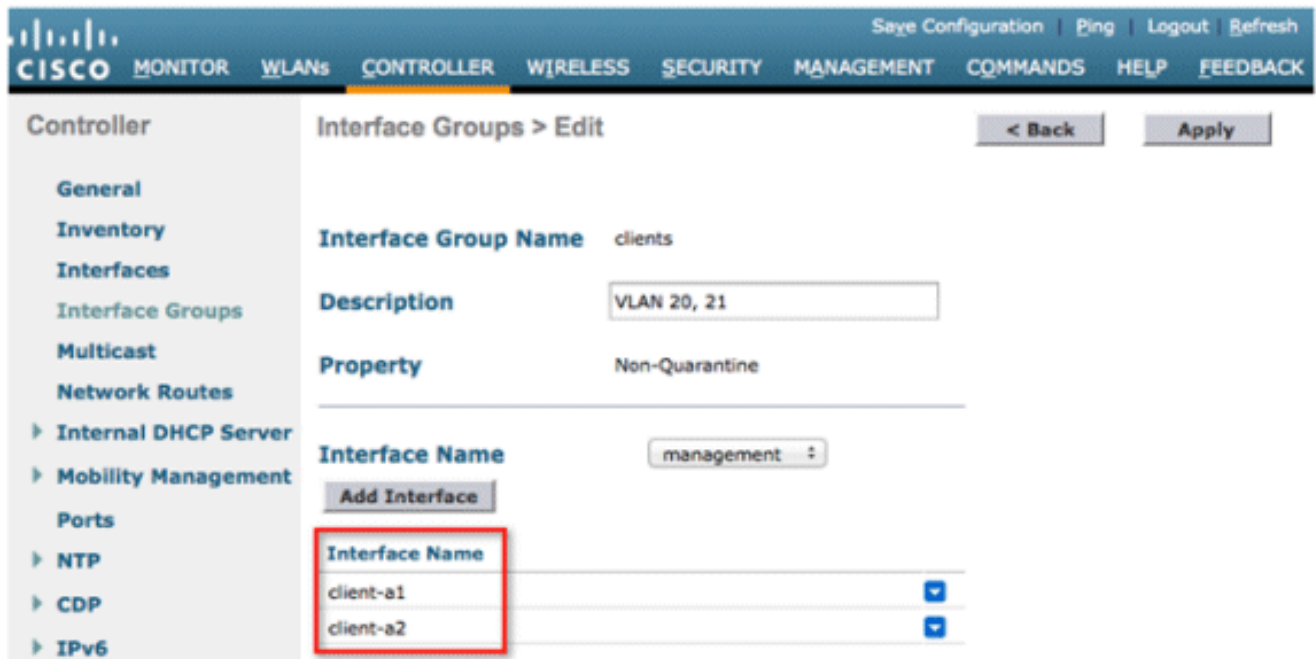 Save Configuration | Ping | Logout | Refresh
CISCO MONITOR WLANs CONTROLLER WIRELESS SECURITY MANAGEMENT COMMANDS HELP FEEDBACK
Controller
General
Inventory
Interfaces
Interface Groups
Multicast
Network Routes
Internal DHCP Server
Mobility Management
Ports
NTP
CDP
IPv6
Interface Groups > Edit
< Back Apply
Interface Group Name clients
Description VLAN 20, 21
Property Non-Quarantine
Interface Name management
Add Interface
Interface Name
client-a1
client-a2